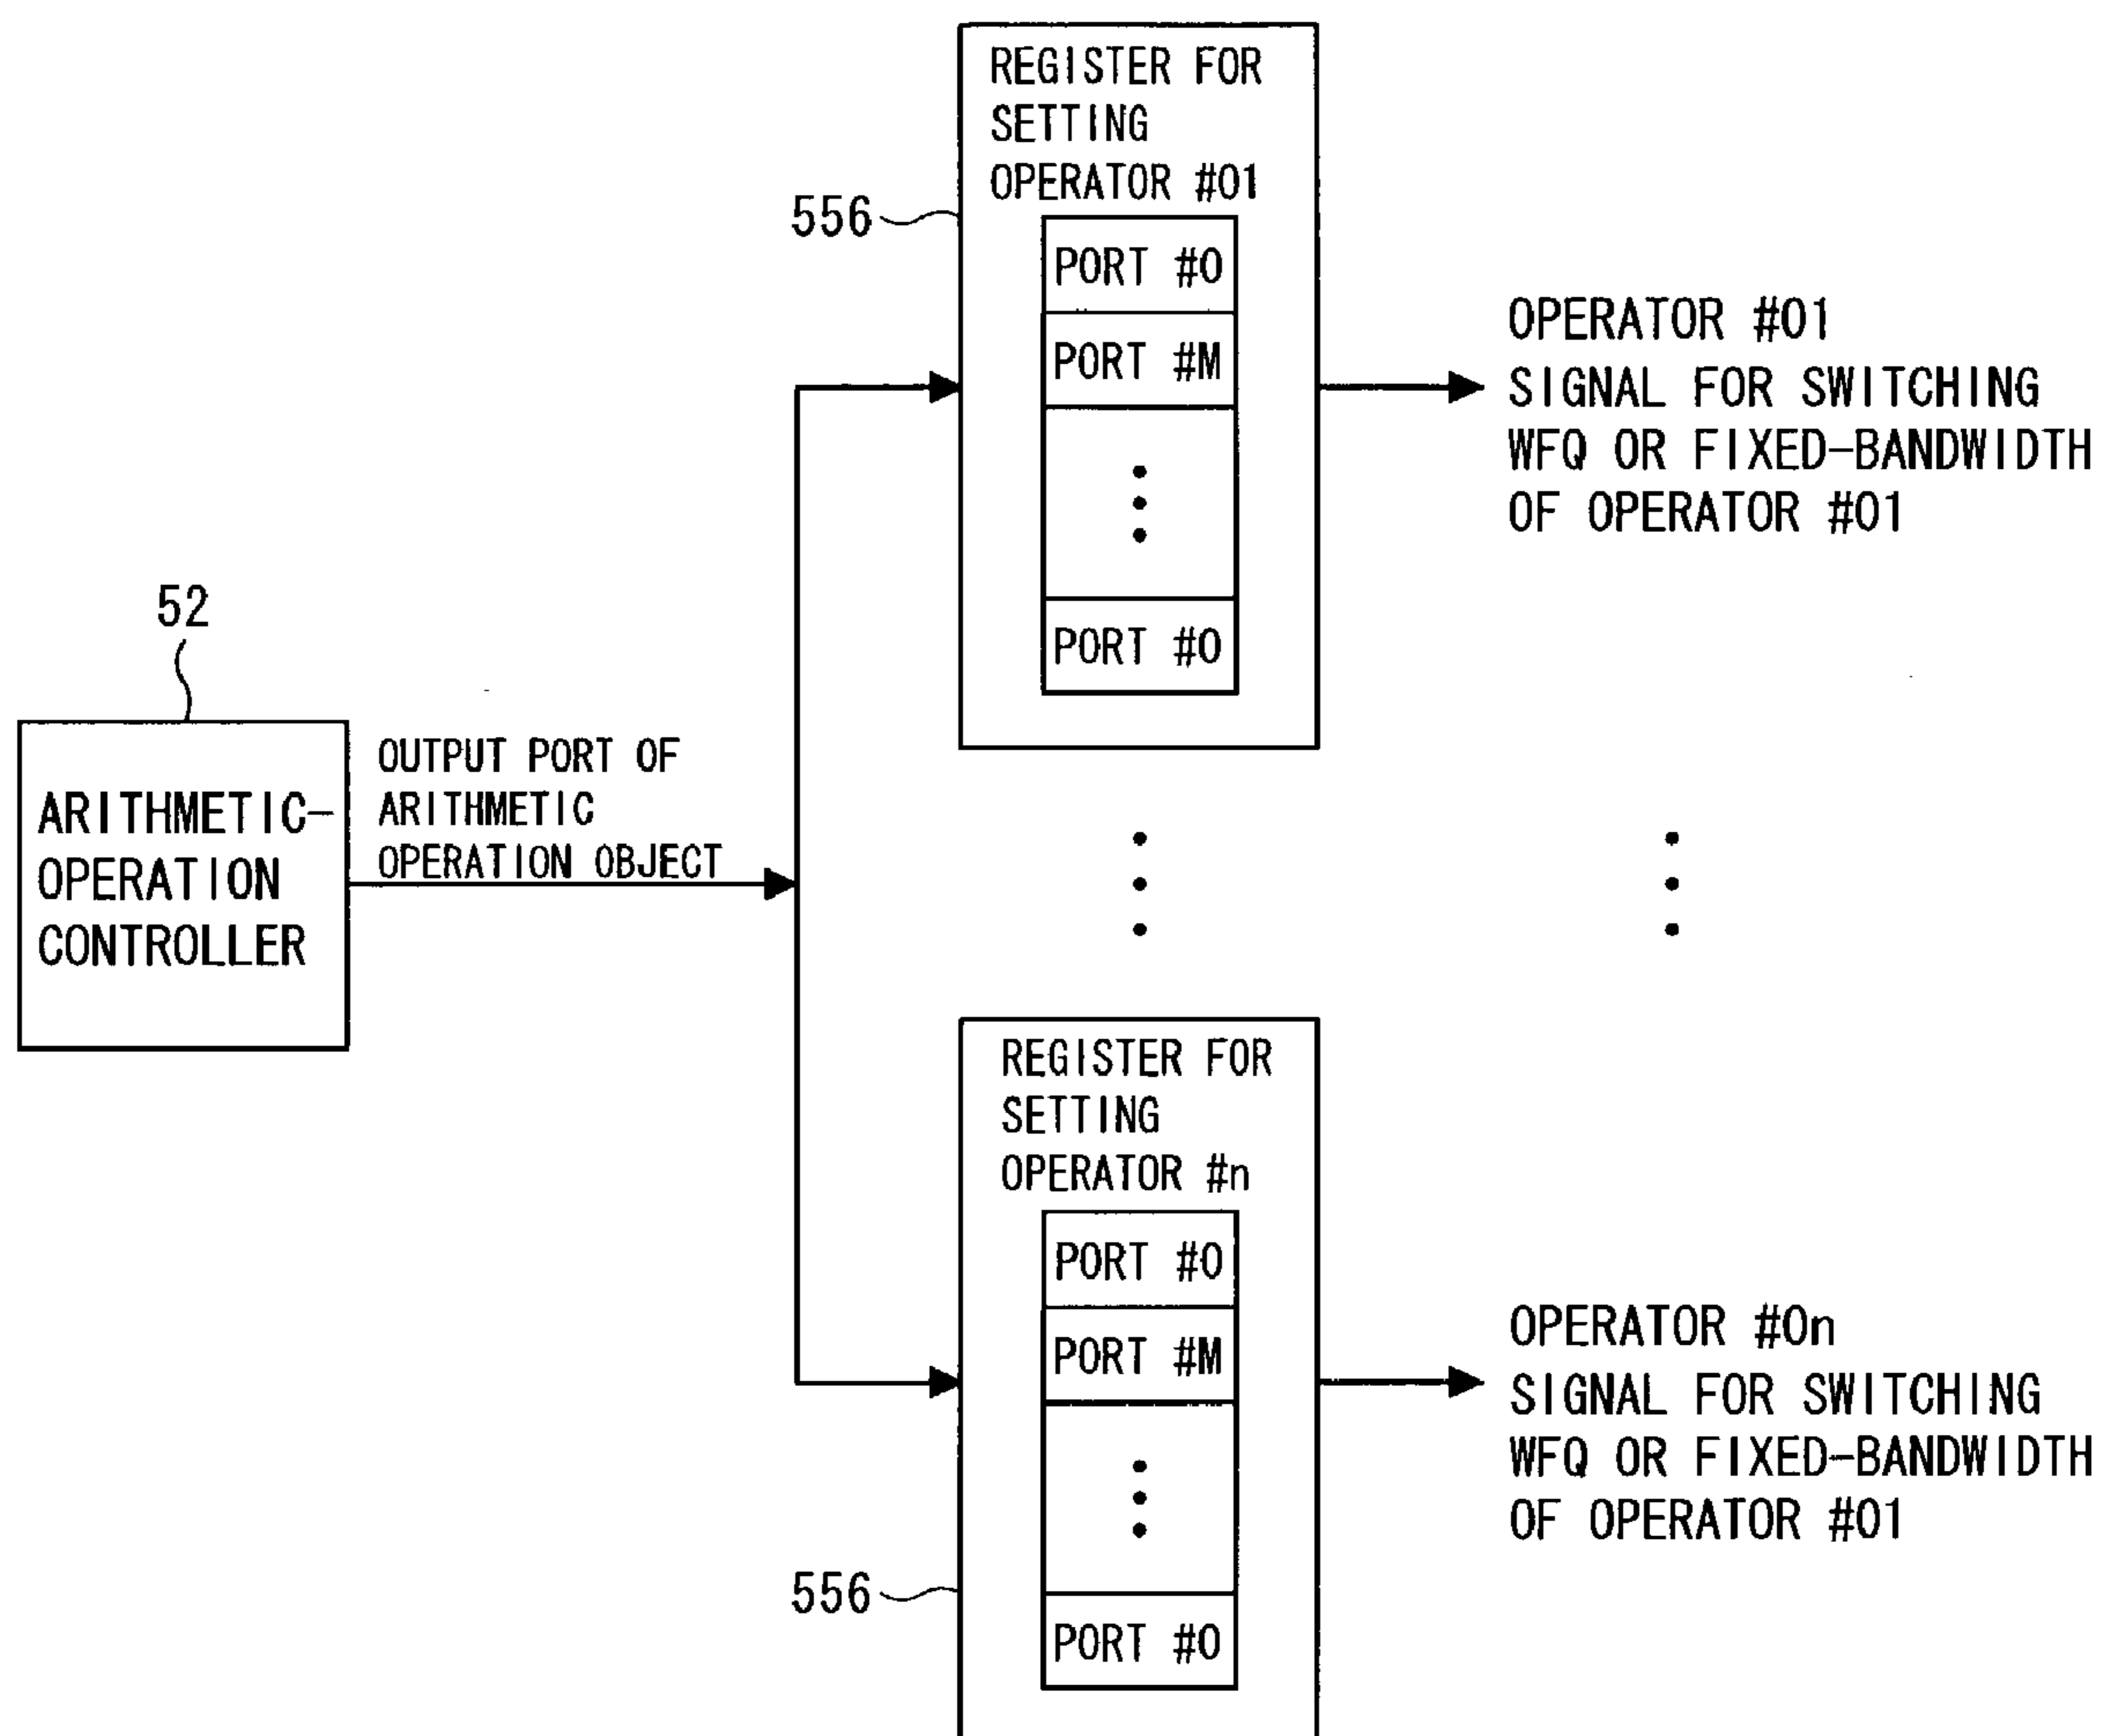 REGISTER FOR
SETTING
OPERATOR #01
556
PORT #0
PORT #M
PORT #0
OPERATOR #01
SIGNAL FOR SWITCHING
WFQ OR FIXED-BANDWIDTH
OF OPERATOR #01
52
ARITHMETIC-
OPERATION
CONTROLLER
OUTPUT PORT OF
ARITHMETIC
OPERATION OBJECT
REGISTER FOR
SETTING
OPERATOR #n
PORT #0
PORT #M
PORT #0
556
OPERATOR #0n
SIGNAL FOR SWITCHING
WFQ OR FIXED-BANDWIDTH
OF OPERATOR #01